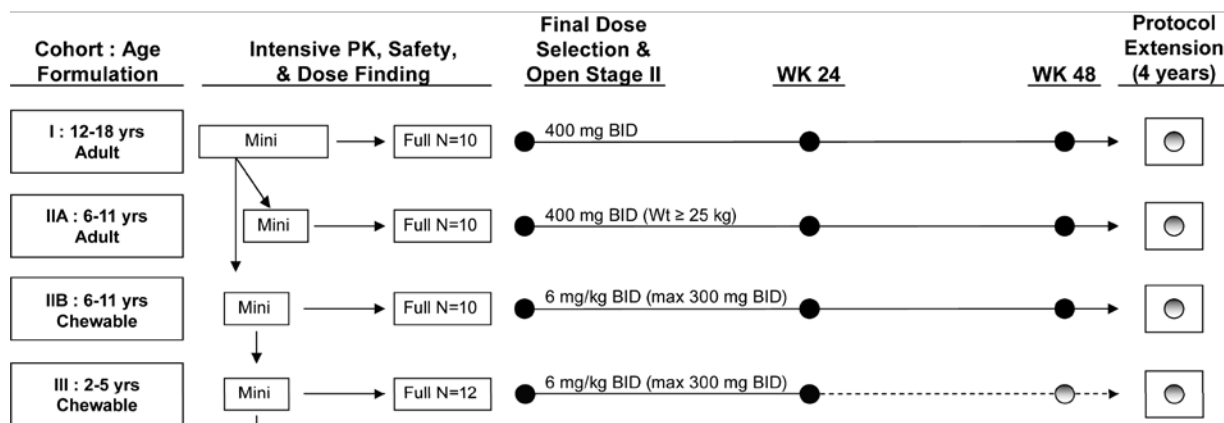 Cohort : Age
Formulation
Intensive PK, Safety,
& Dose Finding
Final Dose
Selection &
Open Stage II
WK 24
WK 48
Protocol
Extension
(4 years)
I : 12-18 yrs
Adult
Mini
Full N=10
400 mg BID
IIA : 6-11 yrs
Adult
Mini
Full N=10
400 mg BID (Wt ≥ 25 kg)
IIB : 6-11 yrs
Chewable
Mini
Full N=10
6 mg/kg BID (max 300 mg BID)
III : 2-5 yrs
Chewable
Mini
Full N=12
6 mg/kg BID (max 300 mg BID)